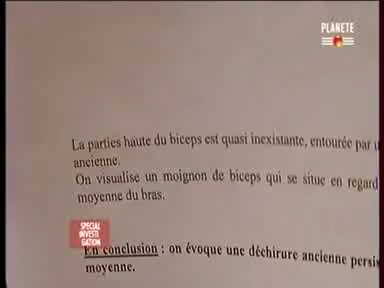 PLANETE
La parties haute du biceps est quasi inexistante, entourée par
ancienne.
On visualise un moignon de biceps qui se situe en regard
moyenne du bras.
SPECIAL
INVESTI
GATION
En conclusion : on évoque une déchirure ancienne persis
moyenne.